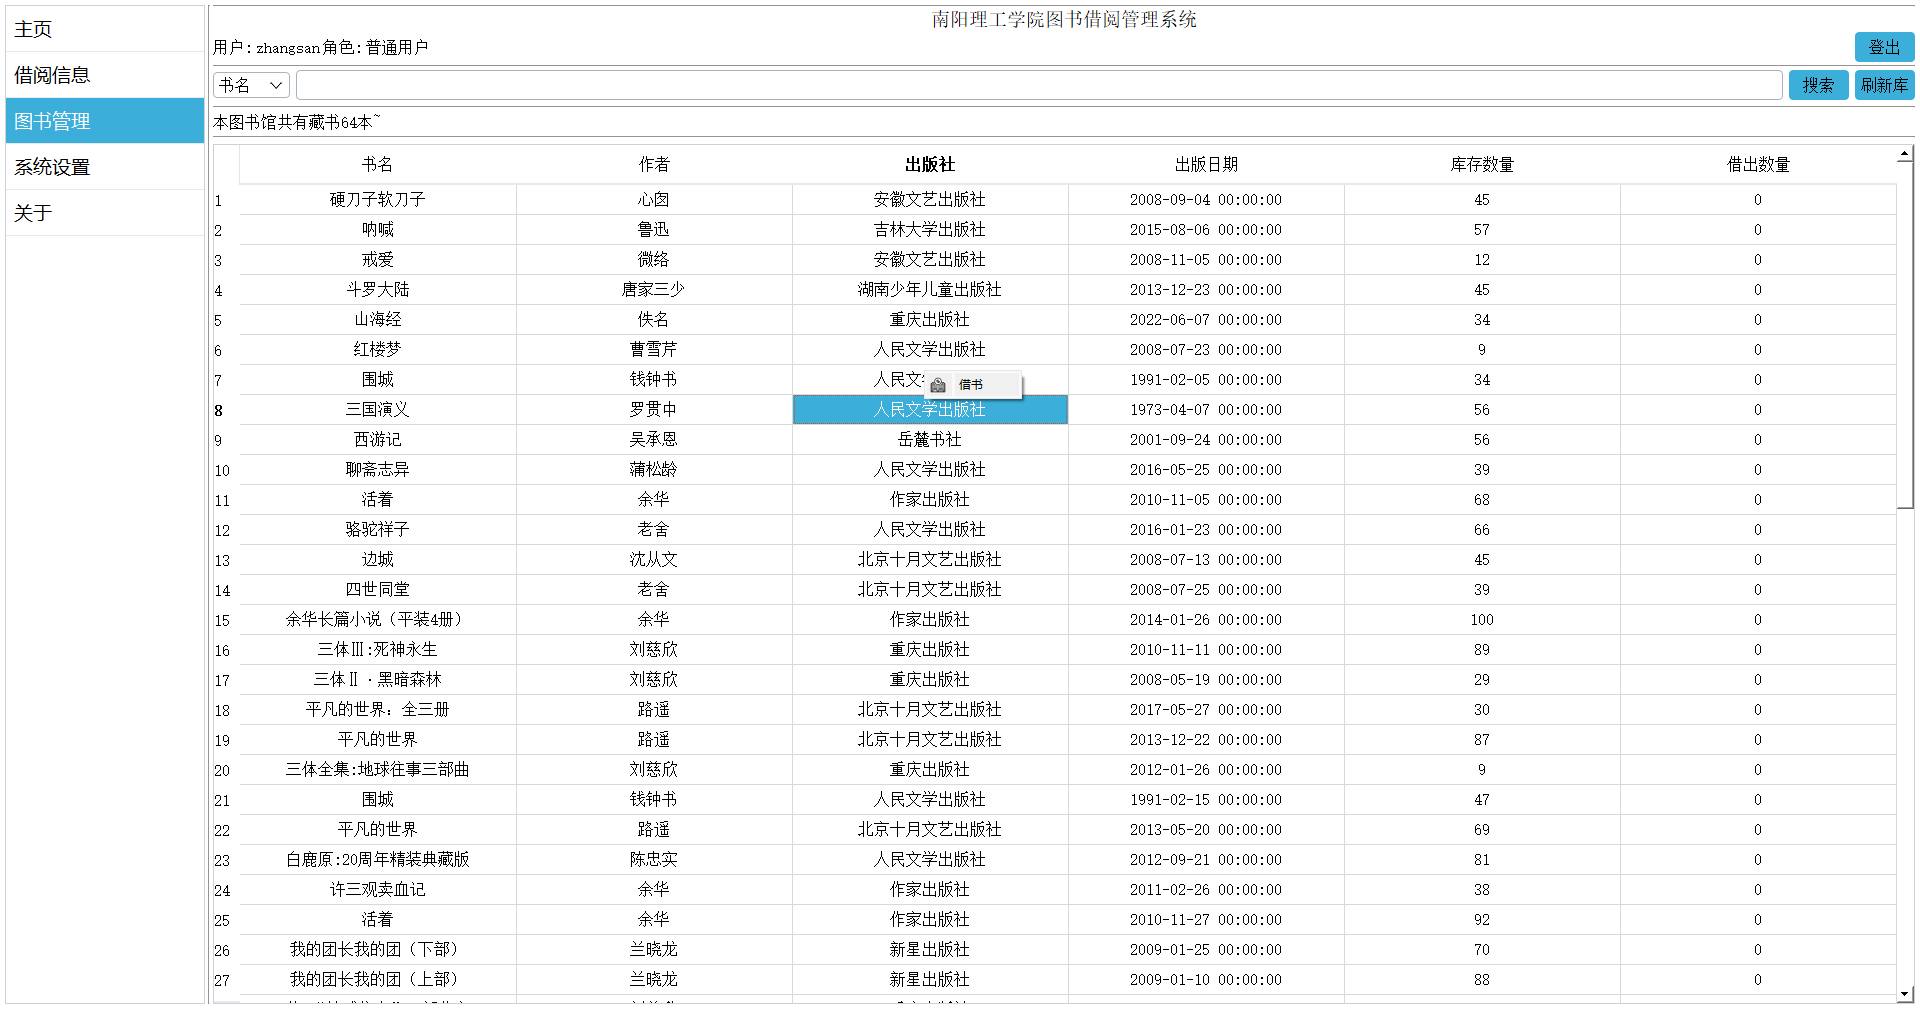 主页
借阅信息
图书管理
系统设置
关于
南阳理工学院图书借阅管理系统
用户: zhangsan 角色: 普通用户
登出
书名
搜索
刷新库
本图书馆共有藏书64本~
书名 作者 出版社 出版日期 库存数量 借出数量
1 硬刀子软刀子 心囱 安徽文艺出版社 2008-09-04 00:00:00 45 0
2 呐喊 鲁迅 吉林大学出版社 2015-08-06 00:00:00 57 0
3 戒爱 微络 安徽文艺出版社 2008-11-05 00:00:00 12 0
4 斗罗大陆 唐家三少 湖南少年儿童出版社 2013-12-23 00:00:00 45 0
5 山海经 佚名 重庆出版社 2022-06-07 00:00:00 34 0
6 红楼梦 曹雪芹 人民文学出版社 2008-07-23 00:00:00 9 0
7 围城 钱钟书 人民文 1991-02-05 00:00:00 34 0
借书
8 三国演义 罗贯中 人民文学出版社 1973-04-07 00:00:00 56 0
9 西游记 吴承恩 岳麓书社 2001-09-24 00:00:00 56 0
10 聊斋志异 蒲松龄 人民文学出版社 2016-05-25 00:00:00 39 0
11 活着 余华 作家出版社 2010-11-05 00:00:00 68 0
12 骆驼祥子 老舍 人民文学出版社 2016-01-23 00:00:00 66 0
13 边城 沈从文 北京十月文艺出版社 2008-07-13 00:00:00 45 0
14 四世同堂 老舍 北京十月文艺出版社 2008-07-25 00:00:00 39 0
15 余华长篇小说（平装4册） 余华 作家出版社 2014-01-26 00:00:00 100 0
16 三体Ⅲ:死神永生 刘慈欣 重庆出版社 2010-11-11 00:00:00 89 0
17 三体Ⅱ·黑暗森林 刘慈欣 重庆出版社 2008-05-19 00:00:00 29 0
18 平凡的世界：全三册 路遥 北京十月文艺出版社 2017-05-27 00:00:00 30 0
19 平凡的世界 路遥 北京十月文艺出版社 2013-12-22 00:00:00 87 0
20 三体全集:地球往事三部曲 刘慈欣 重庆出版社 2012-01-26 00:00:00 9 0
21 围城 钱钟书 人民文学出版社 1991-02-15 00:00:00 47 0
22 平凡的世界 路遥 北京十月文艺出版社 2013-05-20 00:00:00 69 0
23 白鹿原:20周年精装典藏版 陈忠实 人民文学出版社 2012-09-21 00:00:00 81 0
24 许三观卖血记 余华 作家出版社 2011-02-26 00:00:00 38 0
25 活着 余华 作家出版社 2010-11-27 00:00:00 92 0
26 我的团长我的团（下部） 兰晓龙 新星出版社 2009-01-25 00:00:00 70 0
27 我的团长我的团（上部） 兰晓龙 新星出版社 2009-01-10 00:00:00 88 0